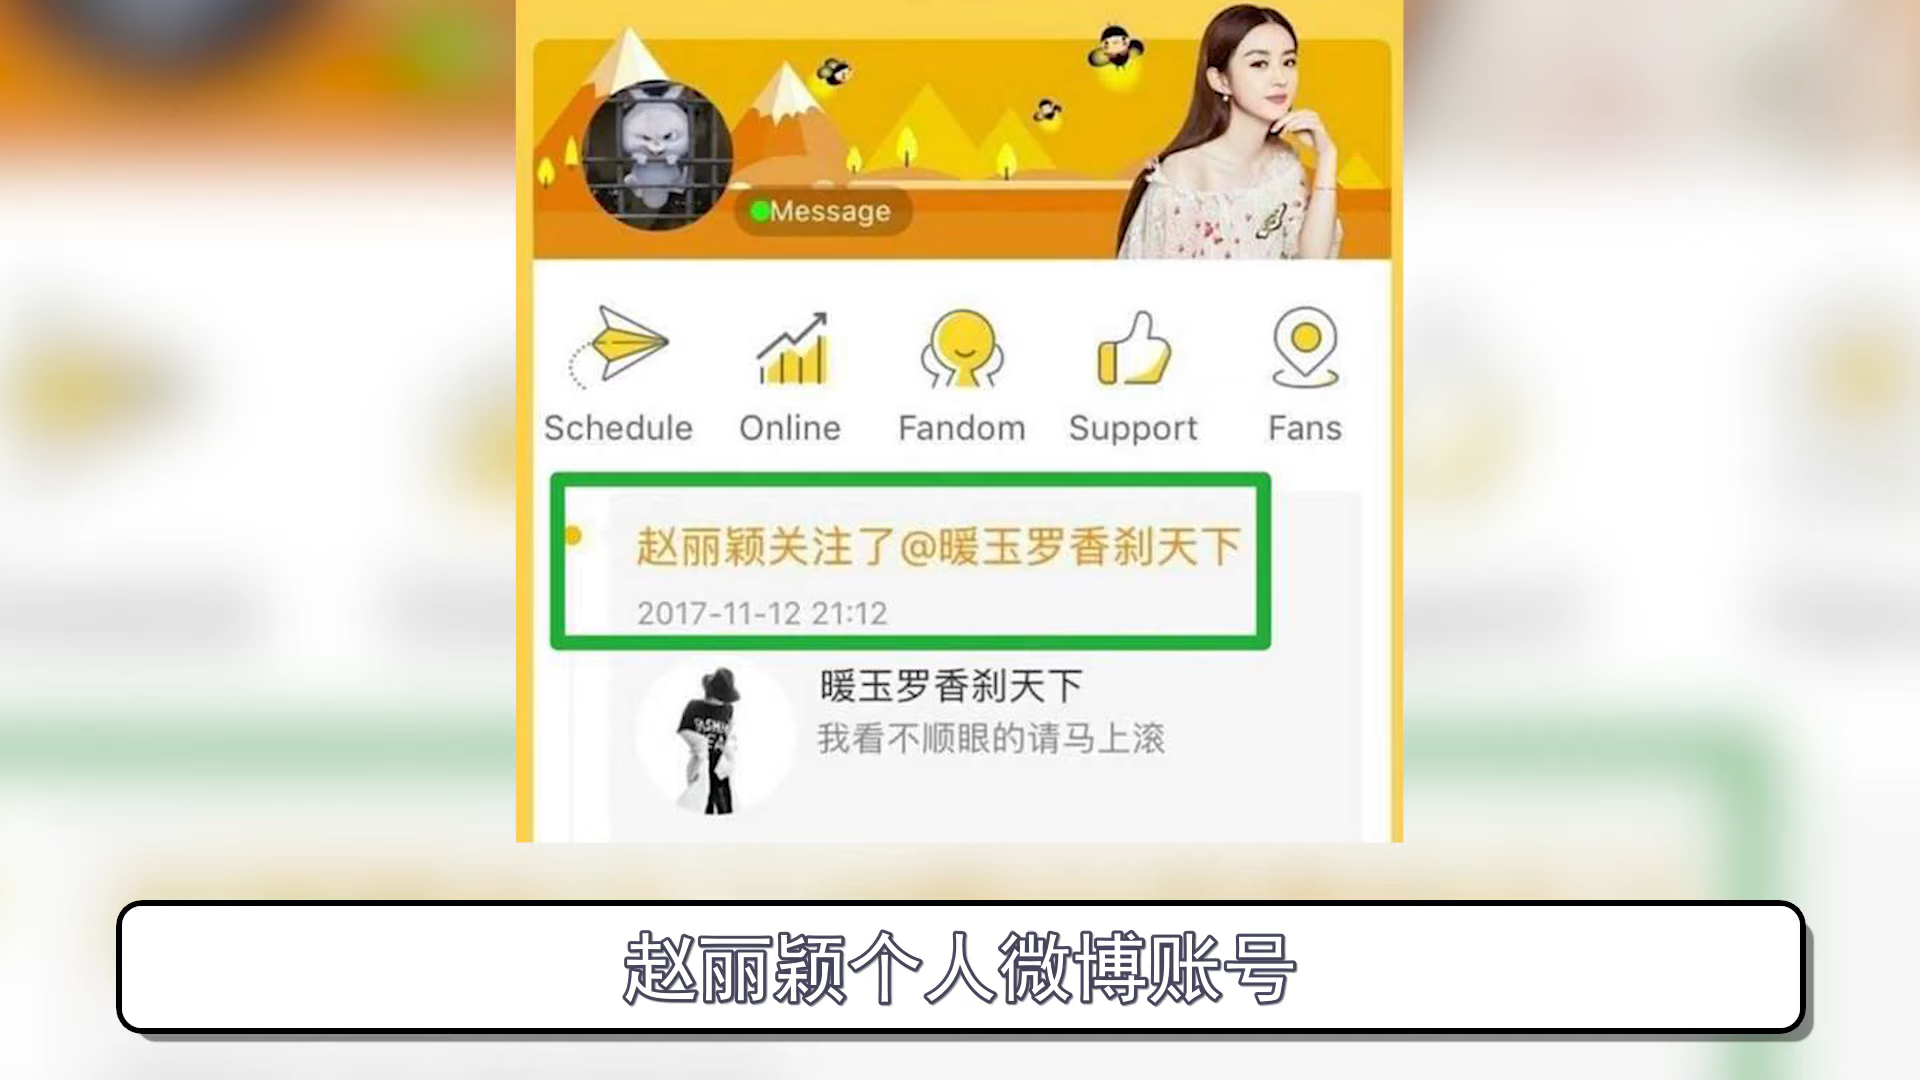 Message
Schedule
Online
Fandom
Support
Fans
赵丽颖关注了@暖玉罗香刹天下
2017-11-12 21:12
暖玉罗香刹天下
我看不顺眼的请马上滚
赵丽颖个人微博账号